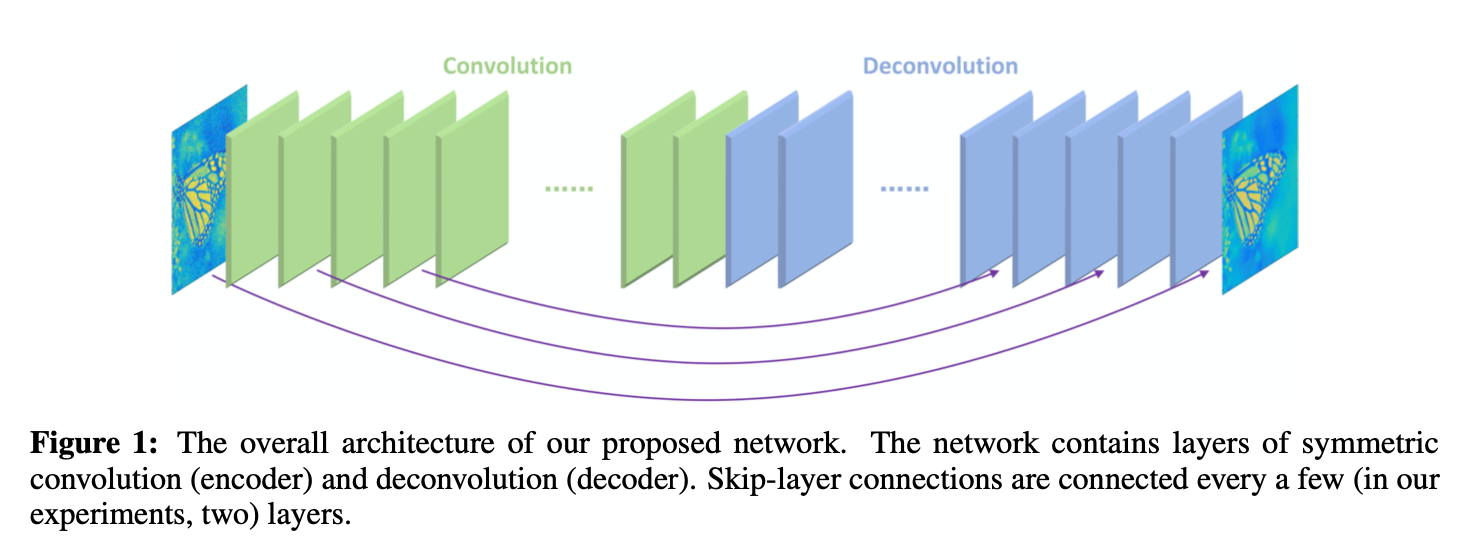 Convolution
Deconvolution
Figure 1: The overall architecture of our proposed network. The network contains layers of symmetric
convolution (encoder) and deconvolution (decoder). Skip-layer connections are connected every a few (in our
experiments, two) layers.